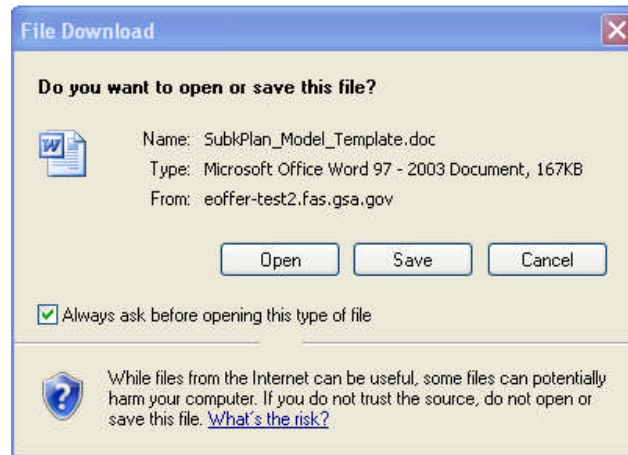 File Download
Do you want to open or save this file?
Name: SubkPlan_Model_Template.doc
Type: Microsoft Office Word 97 - 2003 Document, 167KB
From: eoffer-test2.fas.gsa.gov
Open Save Cancel
Always ask before opening this type of file
While files from the Internet can be useful, some files can potentially
harm your computer. If you do not trust the source, do not open or
save this file. What's the risk?